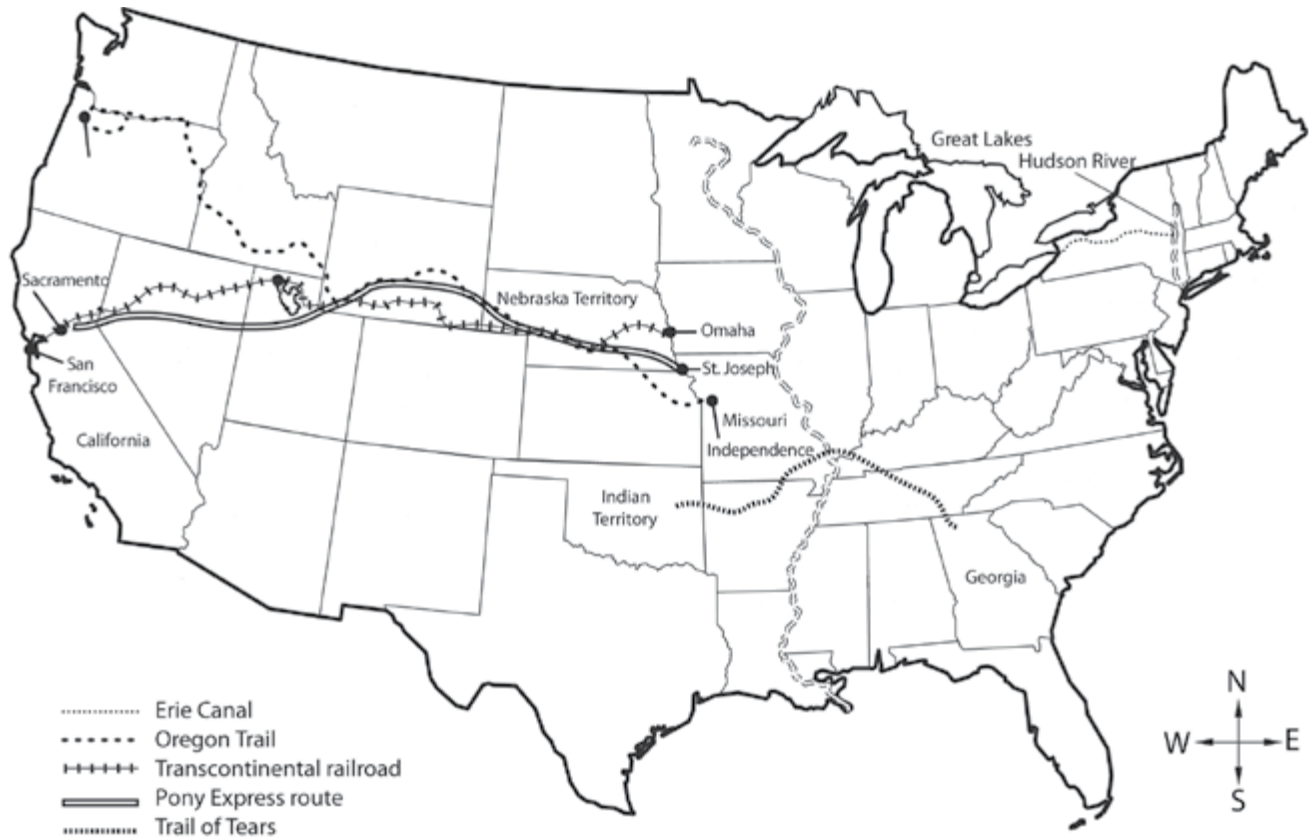 Great Lakes
Hudson River
Sacramento
Nebraska Territory
Omaha
San
Francisco
St. Joseph
Missouri
California
Independence
Indian
Territory
Georgia
Erie Canal
Oregon Trail
Transcontinental railroad
Pony Express route
Trail of Tears
N
W
E
S